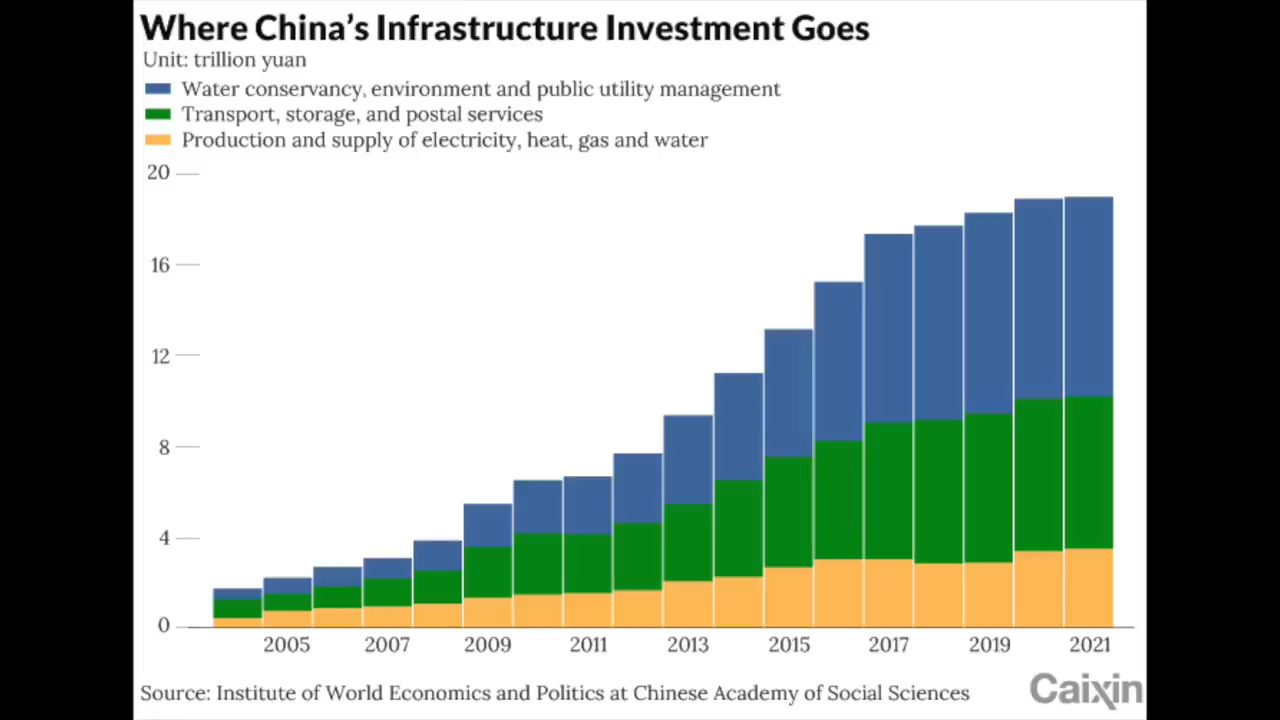 Where China’s Infrastructure Investment Goes
Unit: trillion yuan
Water conservancy, environment and public utility management
Transport, storage, and postal services
Production and supply of electricity, heat, gas and water
20
16
12
8
4
0
2005 2007 2009 2011 2013 2015 2017 2019 2021
Source: Institute of World Economics and Politics at Chinese Academy of Social Sciences
Caixin